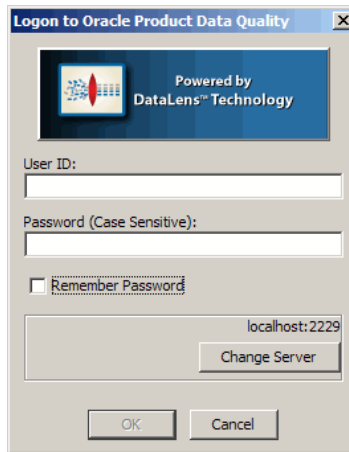 Logon to Oracle Product Data Quality
Powered by
DataLens™ Technology
User ID:
Password (Case Sensitive):
Remember Password
localhost:2229
Change Server
OK
Cancel